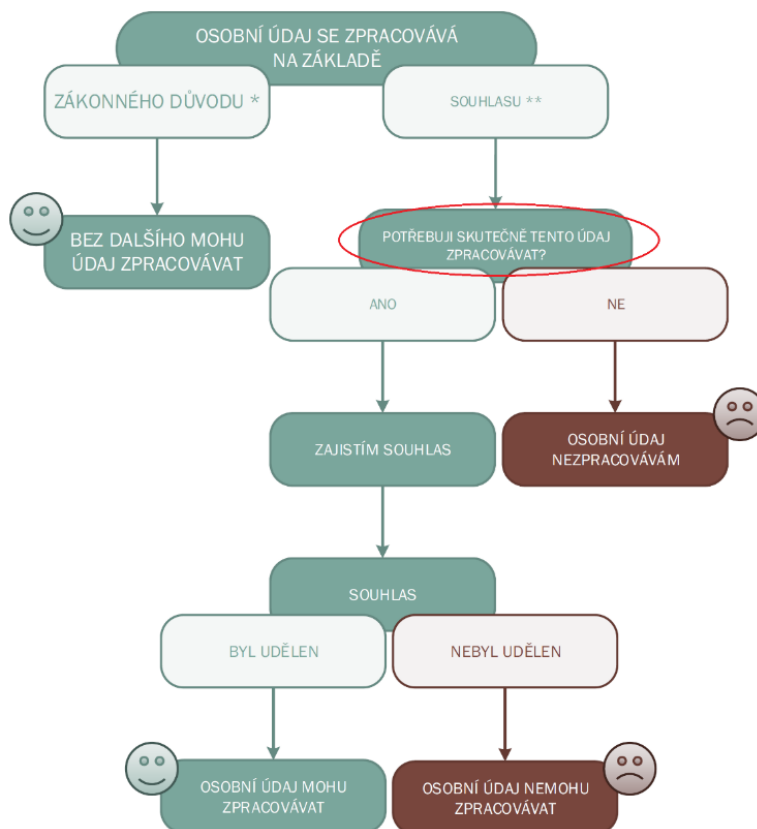 OSOBNÍ ÚDAJ SE ZPRACOVÁVÁ
NA ZÁKLADĚ
ZÁKONNÉHO DŮVODU *
SOUHLASU **
BEZ DALŠÍHO MOHU
ÚDAJ ZPRACOVÁVAT
POTŘEBUJI SKUTEČNĚ TENTO ÚDAJ
ZPRACOVÁVAT?
ANO
NE
ZAJISTÍM SOUHLAS
OSOBNÍ ÚDAJ
NEZPRACOVÁVÁM
SOUHLAS
BYL UDĚLEN
NEBYL UDĚLEN
OSOBNÍ ÚDAJ MOHU
ZPRACOVÁVAT
OSOBNÍ ÚDAJ NEMOHU
ZPRACOVÁVAT